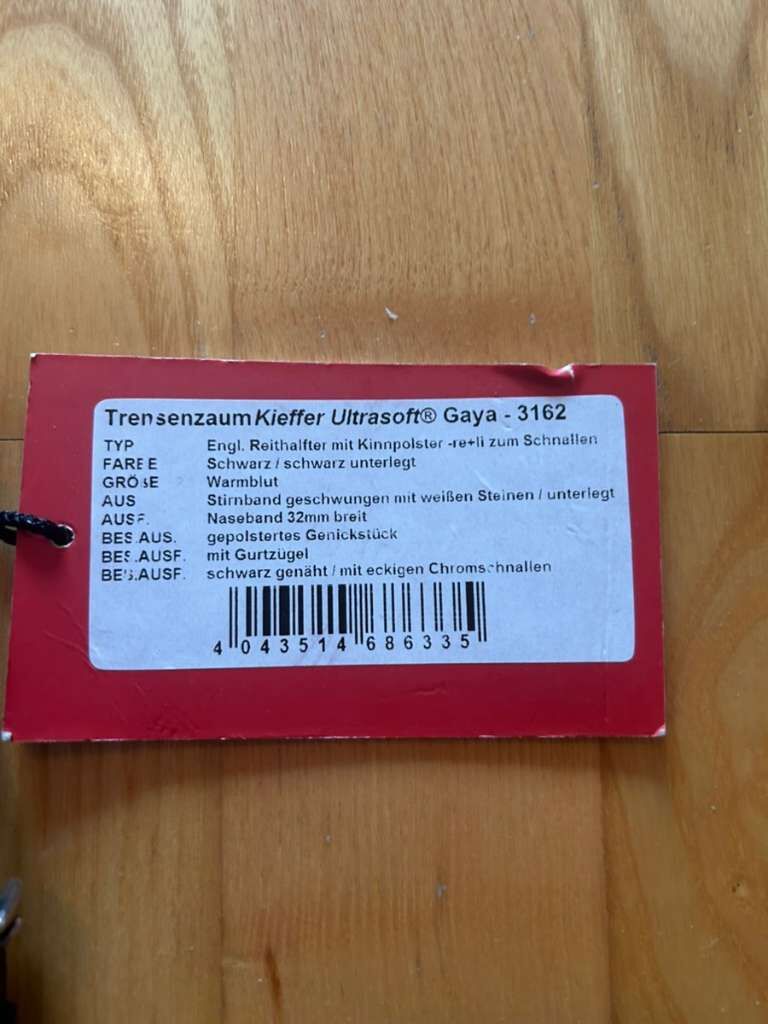 Trensenzaum Kieffer Ultrasoft® Gaya - 3162
TYP Engl. Reithalfter mit Kinnpolster -re+li zum Schnallen
FARBE Schwarz / schwarz unterlegt
GRÖßE Warmblut
AUS Stirnband geschwungen mit weißen Steinen / unterlegt
AUSF. Naseband 32mm breit
BES.AUS. gepolstertes Genickstück
BES.AUSF. mit Gurtzügel
BES.AUSF. schwarz genäht / mit eckigen Chromschnallen
4 043514 686335